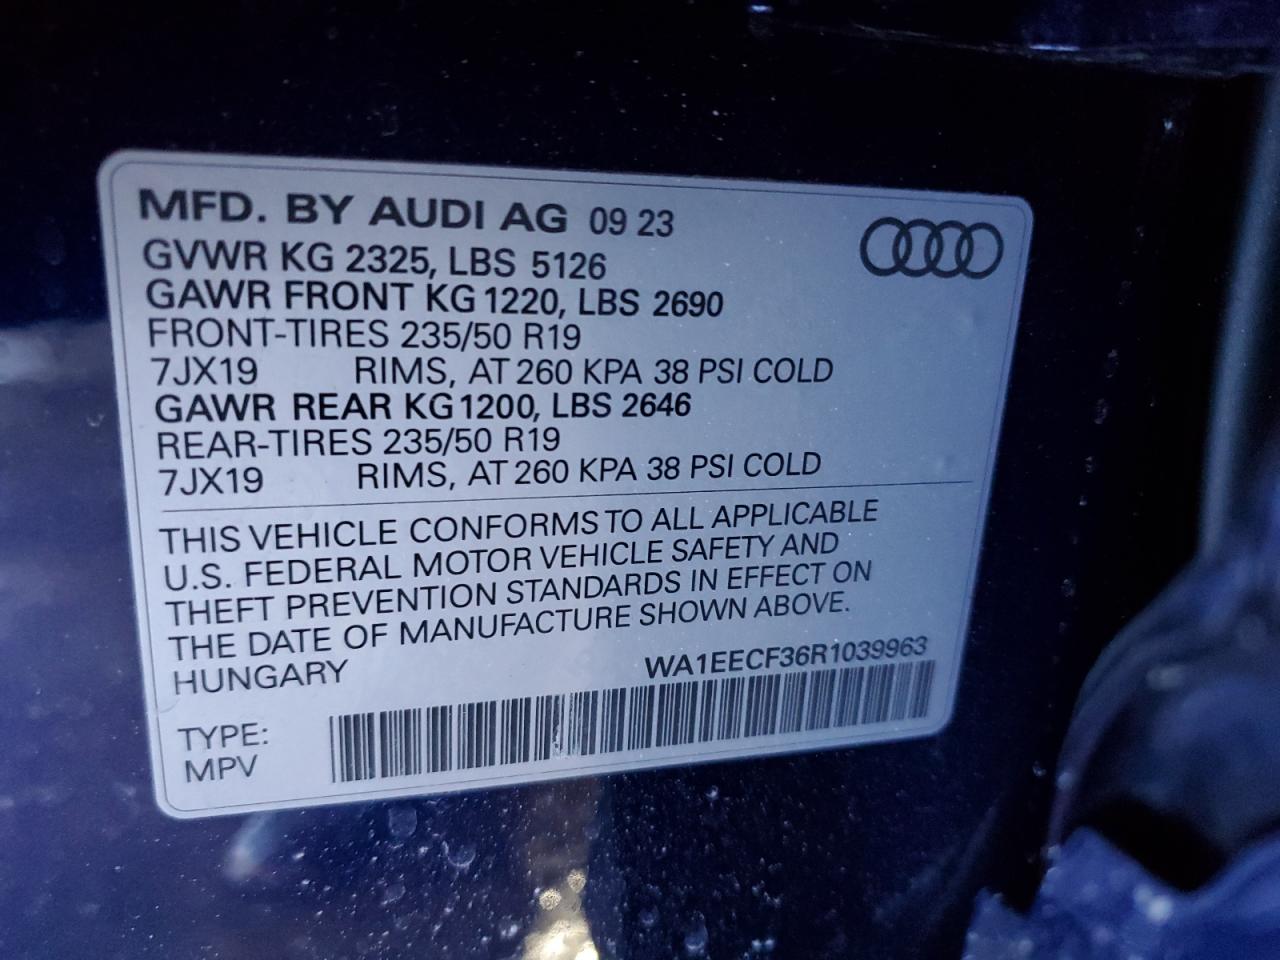 MFD. BY AUDI AG 09 23
GVWR KG 2325, LBS 5126
GAWR FRONT KG 1220, LBS 2690
FRONT-TIRES 235/50 R19
7JX19 RIMS, AT 260 KPA 38 PSI COLD
GAWR REAR KG 1200, LBS 2646
REAR-TIRES 235/50 R19
7JX19 RIMS, AT 260 KPA 38 PSI COLD
THIS VEHICLE CONFORMS TO ALL APPLICABLE
U.S. FEDERAL MOTOR VEHICLE SAFETY AND
THEFT PREVENTION STANDARDS IN EFFECT ON
THE DATE OF MANUFACTURE SHOWN ABOVE.
HUNGARY WA1EECF36R1039963
TYPE:
MPV